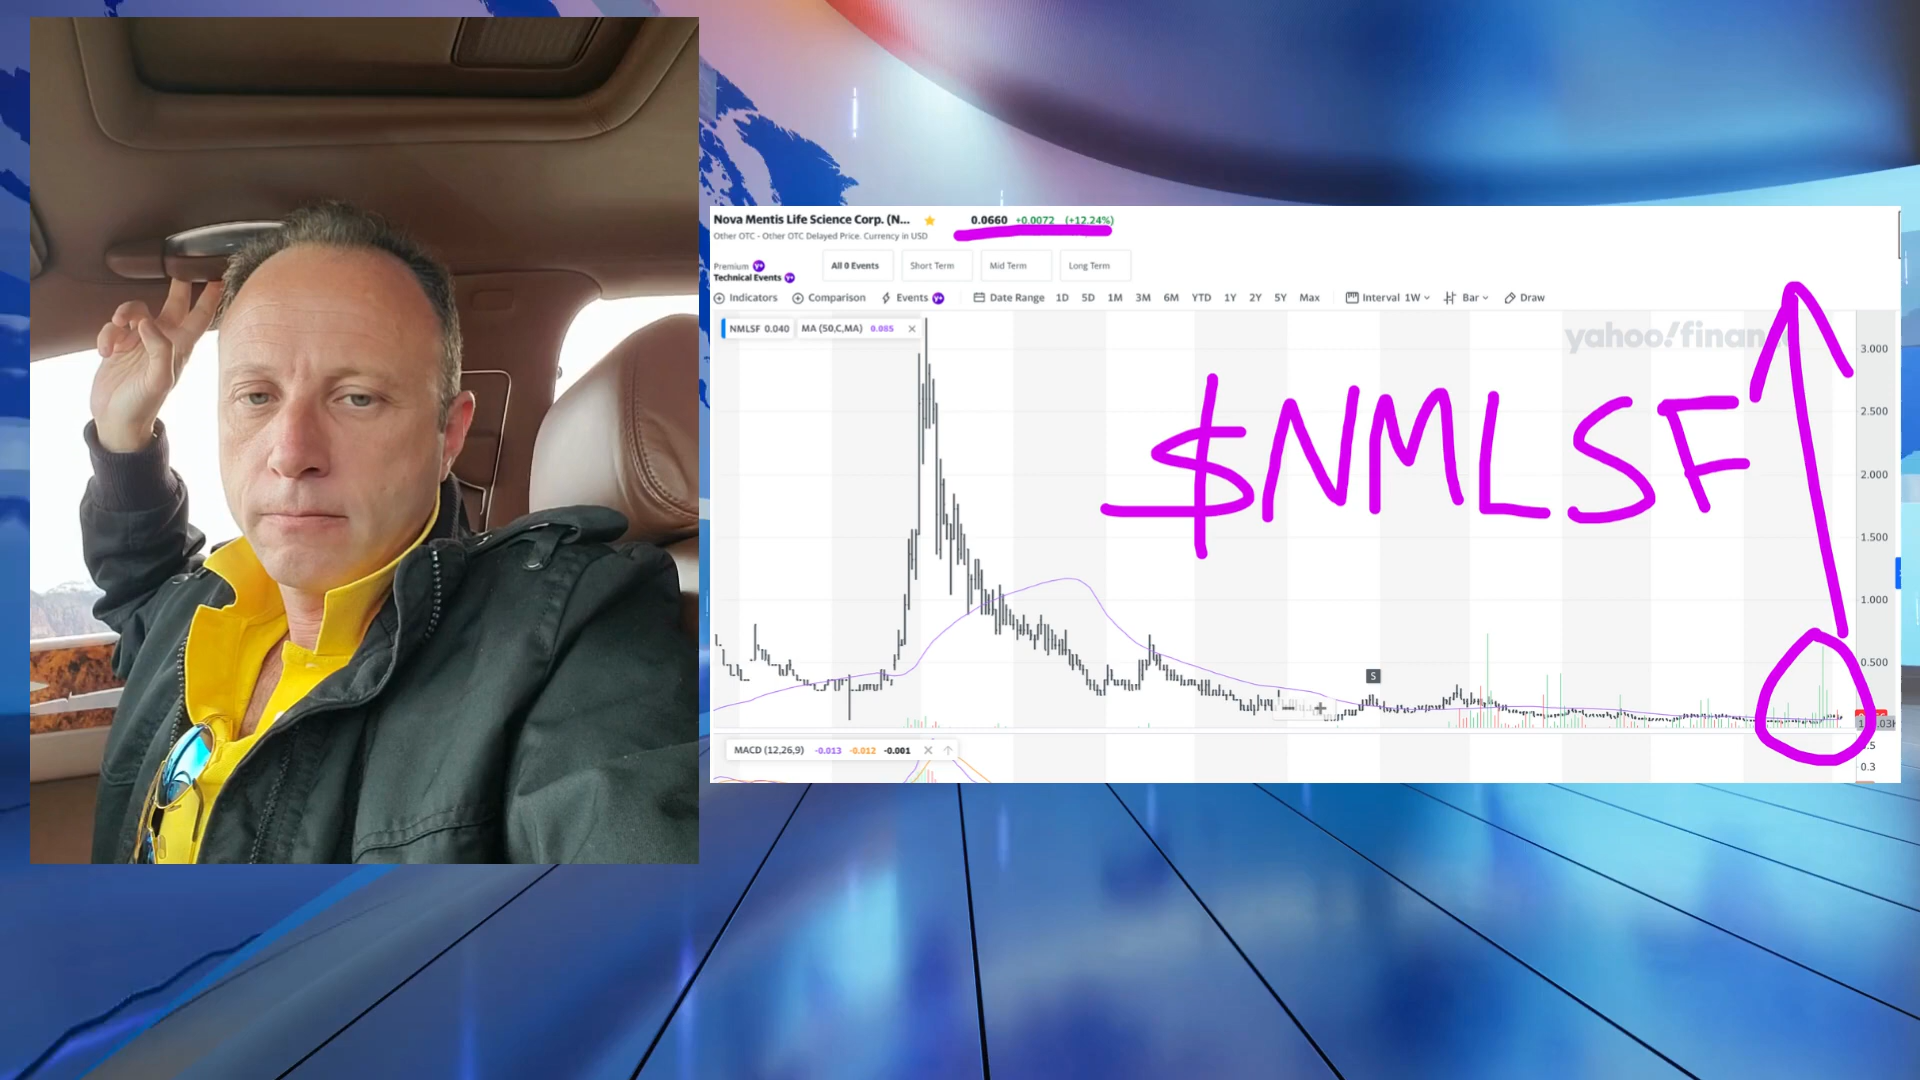 Nova Mentis Life Science Corp. (N... 0.0660 +0.0072 (+12.24%)
Other OTC - Other OTC Delayed Price. Currency in USD
Premium Y+
Technical Events Y+
All 0 Events Short Term Mid Term Long Term
Indicators Comparison Events Y+ Date Range 1D 5D 1M 3M 6M YTD 1Y 2Y 5Y Max Interval 1W Bar Draw
NMLSF 0.040 MA (50,C,MA) 0.085
yahoo!finan
3.000
2.500
$NMLSF
2.000
1.500
1.000
0.500
S
MACD (12,26,9) -0.013 -0.012 -0.001
0.3